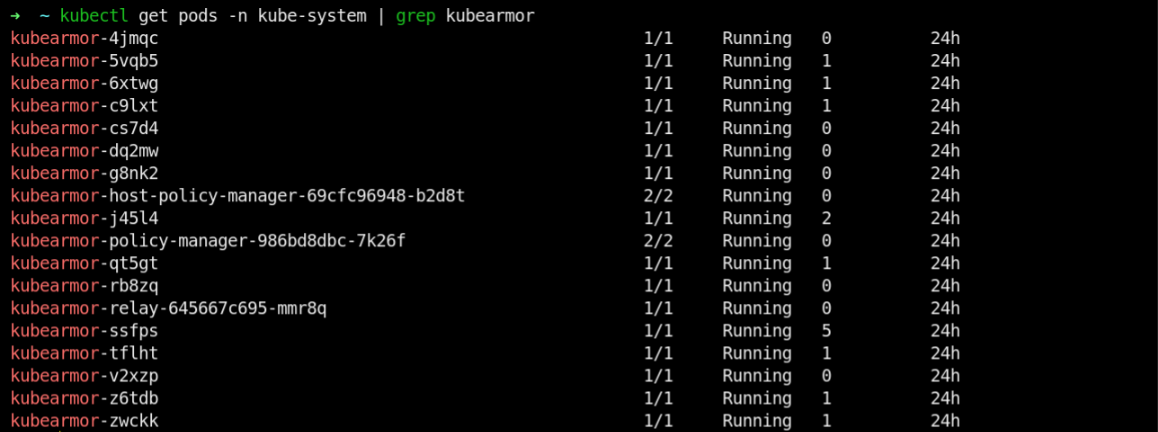 ➜ ~ kubectl get pods -n kube-system | grep kubearmor
kubearmor-4jmqc 1/1 Running 0 24h
kubearmor-5vqb5 1/1 Running 1 24h
kubearmor-6xtwg 1/1 Running 1 24h
kubearmor-c9lxt 1/1 Running 1 24h
kubearmor-cs7d4 1/1 Running 0 24h
kubearmor-dq2mw 1/1 Running 0 24h
kubearmor-g8nk2 1/1 Running 0 24h
kubearmor-host-policy-manager-69cfc96948-b2d8t 2/2 Running 0 24h
kubearmor-j45l4 1/1 Running 2 24h
kubearmor-policy-manager-986bd8dbc-7k26f 2/2 Running 0 24h
kubearmor-qt5gt 1/1 Running 1 24h
kubearmor-rb8zq 1/1 Running 0 24h
kubearmor-relay-645667c695-mmr8q 1/1 Running 0 24h
kubearmor-ssfps 1/1 Running 5 24h
kubearmor-tflht 1/1 Running 1 24h
kubearmor-v2xzp 1/1 Running 0 24h
kubearmor-z6tdb 1/1 Running 1 24h
kubearmor-zwckk 1/1 Running 1 24h